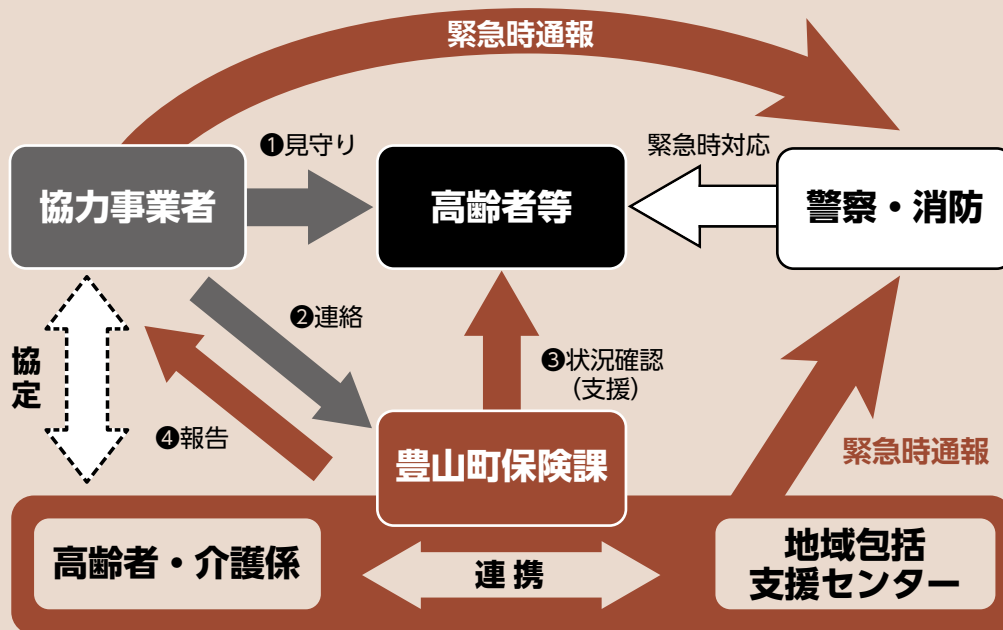 緊急時通報
❶見守り
緊急時対応
協力事業者
高齢者等
警察・消防
❷連絡
協定
❸状況確認
(支援)
❹報告
豊山町保険課
緊急時通報
高齢者・介護係
連携
地域包括
支援センター